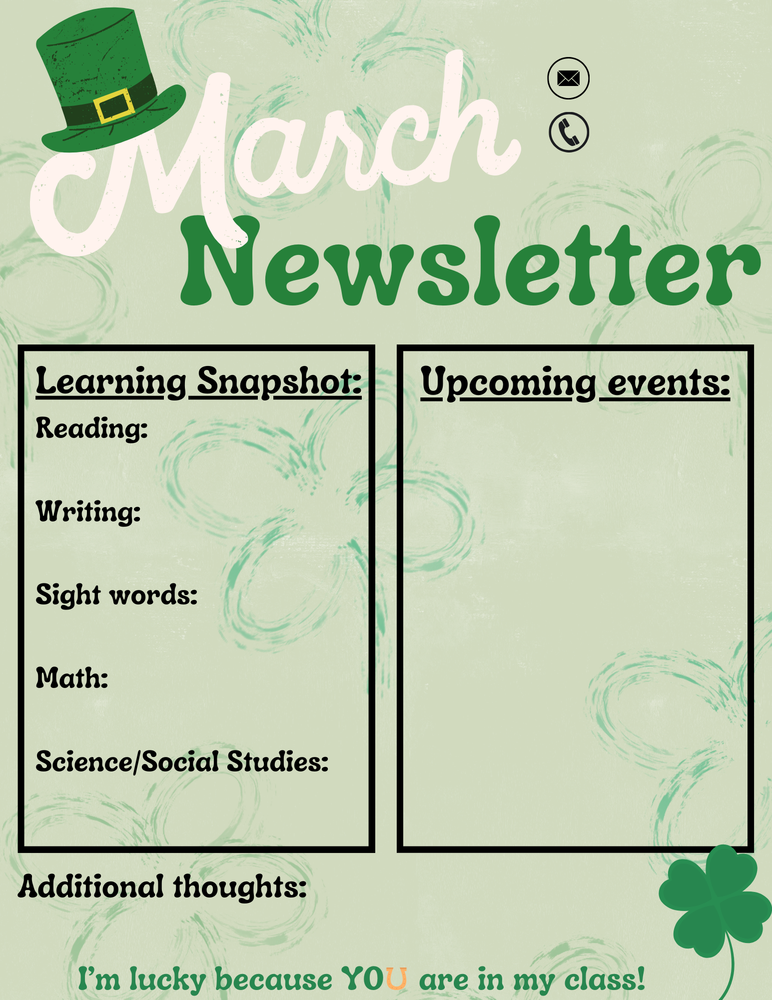 March
Newsletter
Learning Snapshot:
Reading:
Writing:
Sight words:
Math:
Science/Social Studies:
Upcoming events:
Additional thoughts:
I'm lucky because YOU are in my class!